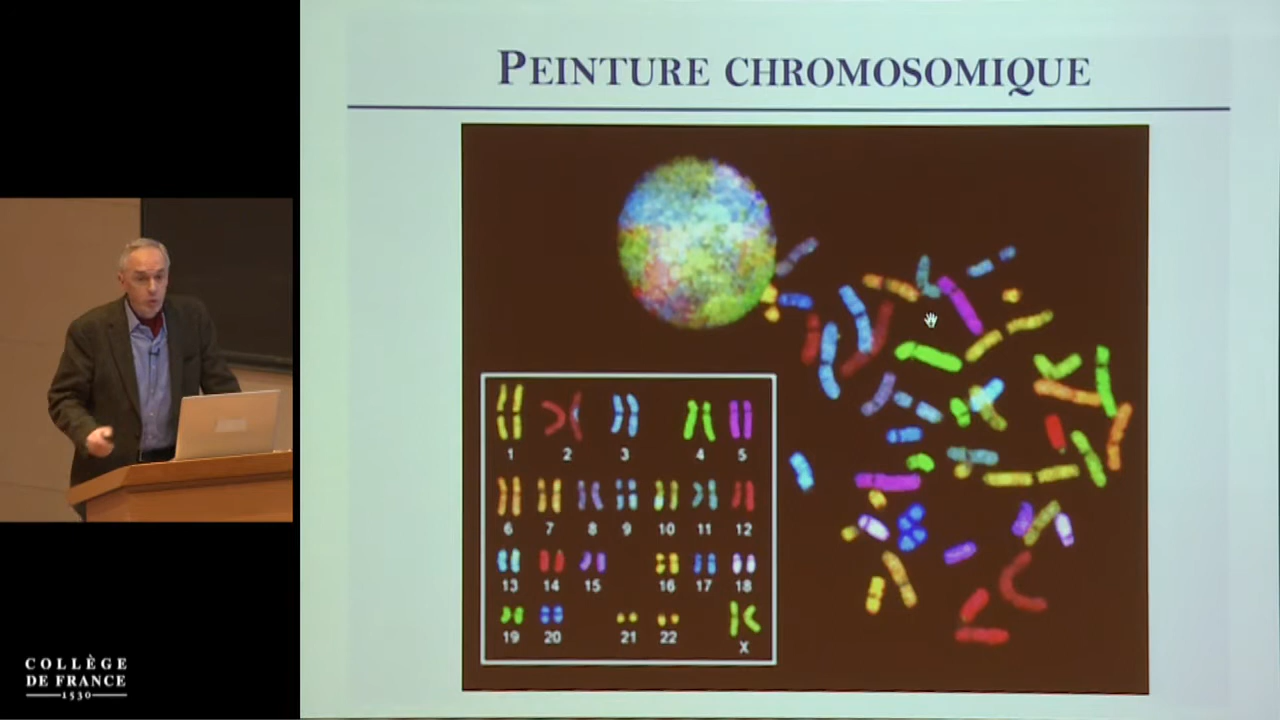 PEINTURE CHROMOSOMIQUE
1 2 3 4 5
6 7 8 9 10 11 12
13 14 15 16 17 18
19 20 21 22 X
COLLÈGE
DE FRANCE
1530